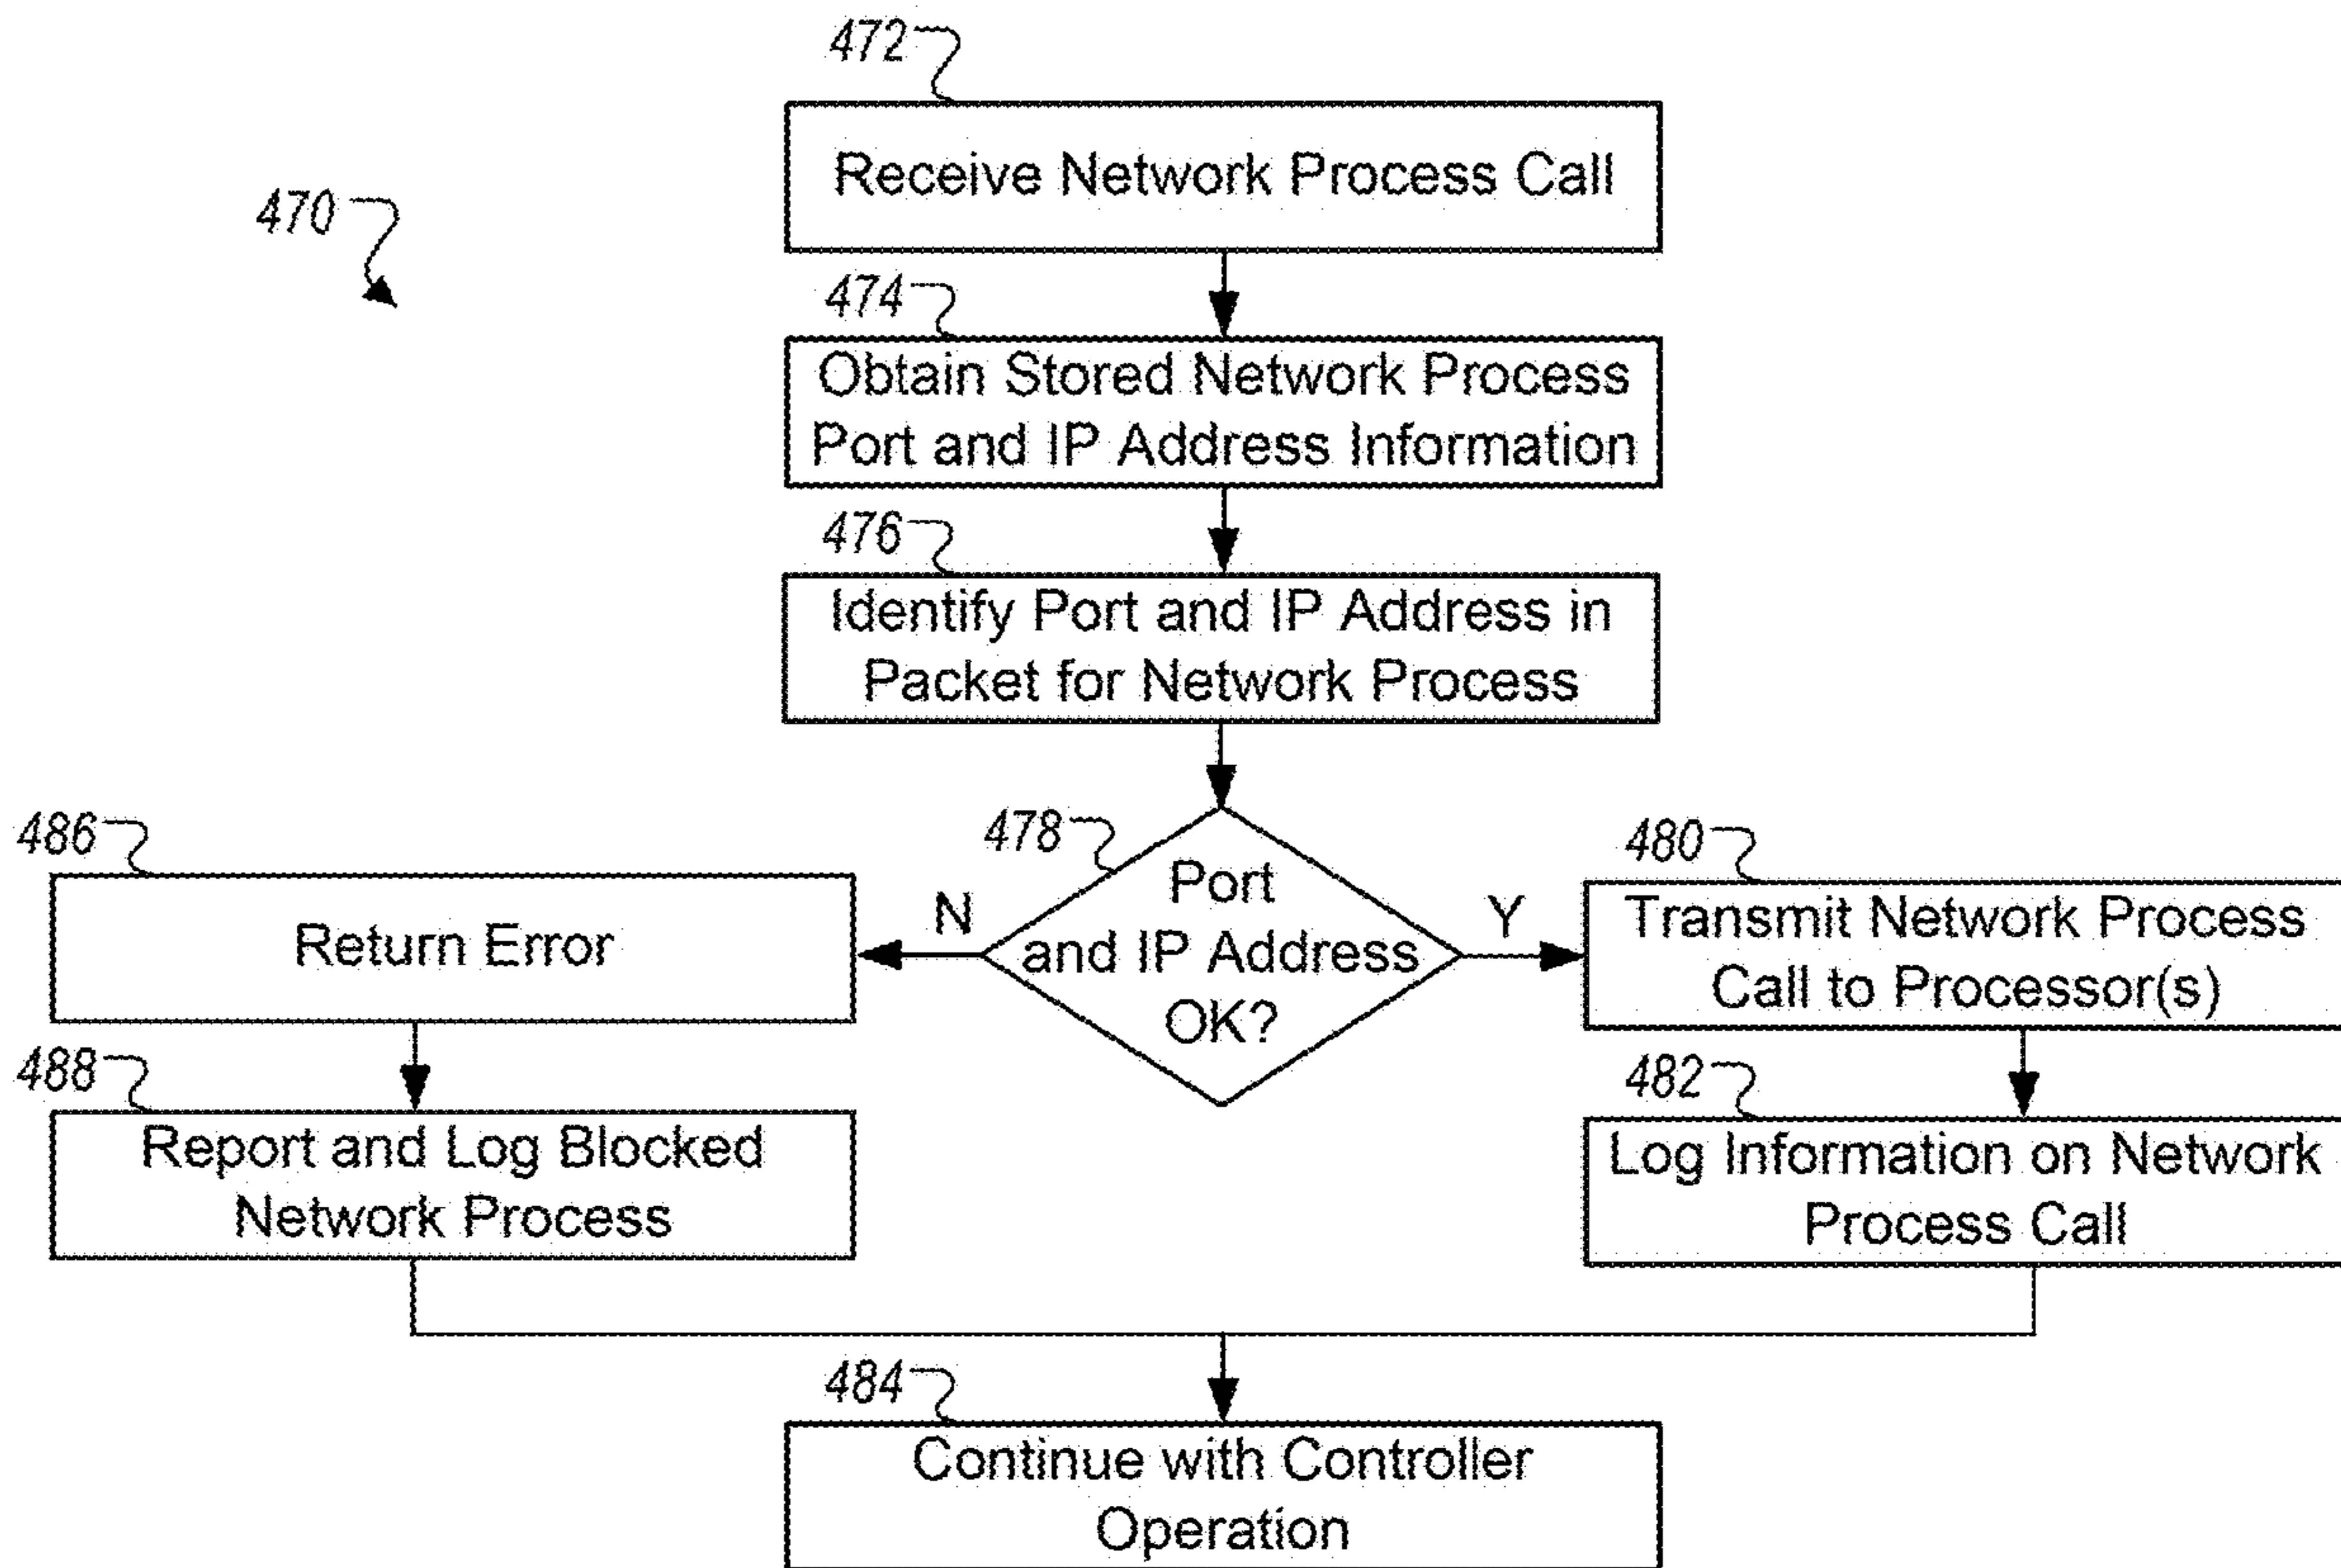 472
Receive Network Process Call
470
474
Obtain Stored Network Process
Port and IP Address Information
476
Identify Port and IP Address in
Packet for Network Process
478
Port
and IP Address
OK?
N
Y
486
Return Error
488
Report and Log Blocked
Network Process
480
Transmit Network Process
Call to Processor(s)
482
Log Information on Network
Process Call
484
Continue with Controller
Operation